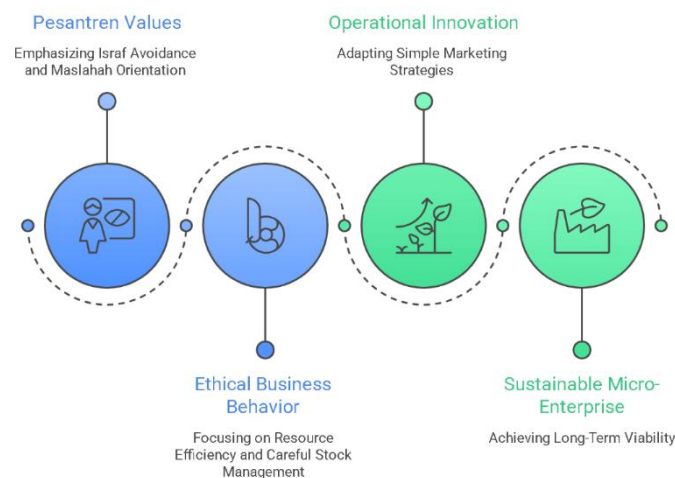 Pesantren Values
Emphasizing Israf Avoidance
and Maslahah Orientation
Operational Innovation
Adapting Simple Marketing
Strategies
Ethical Business
Behavior
Focusing on Resource
Efficiency and Careful Stock
Management
Sustainable Micro-
Enterprise
Achieving Long-Term Viability